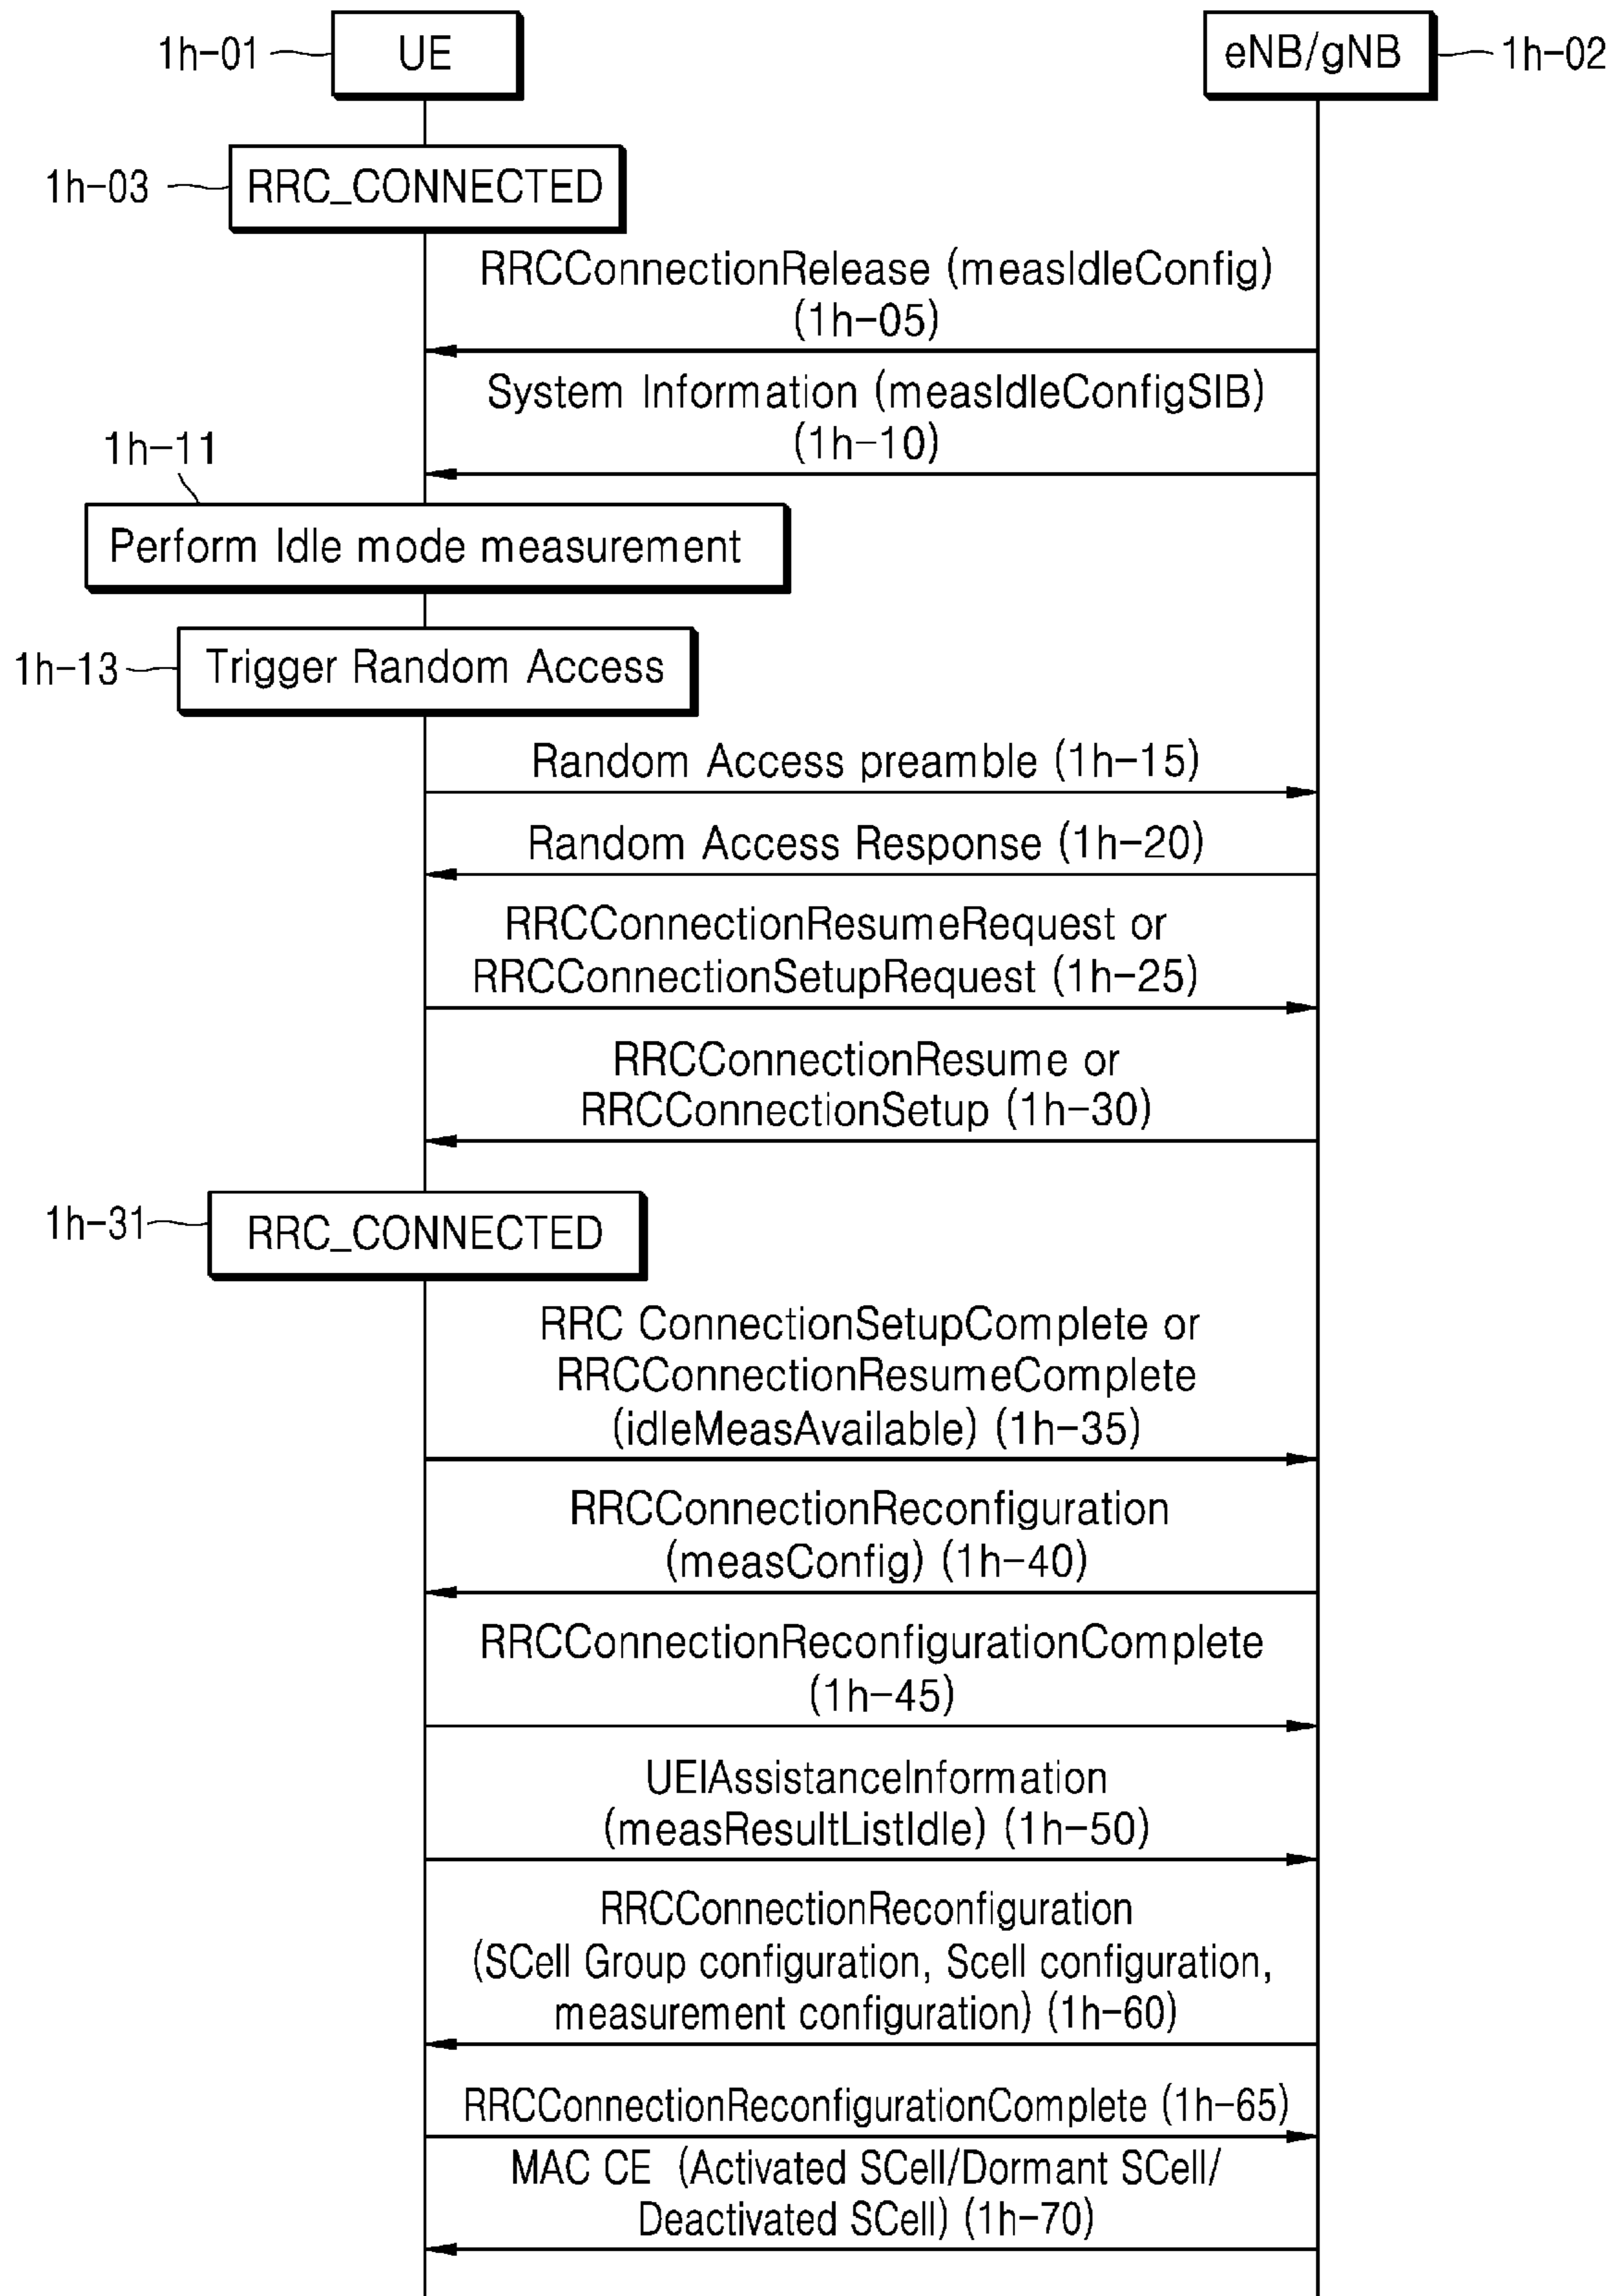 1h-01
UE
eNB/gNB
1h-02
1h-03
RRC_CONNECTED
RRCConnectionRelease (measIdleConfig)
(1h-05)
System Information (measIdleConfigSIB)
(1h-10)
1h-11
Perform Idle mode measurement
1h-13
Trigger Random Access
Random Access preamble (1h-15)
Random Access Response (1h-20)
RRCConnectionResumeRequest or
RRCConnectionSetupRequest (1h-25)
RRCConnectionResume or
RRCConnectionSetup (1h-30)
1h-31
RRC_CONNECTED
RRC ConnectionSetupComplete or
RRCConnectionResumeComplete
(idleMeasAvailable) (1h-35)
RRCConnectionReconfiguration
(measConfig) (1h-40)
RRCConnectionReconfigurationComplete
(1h-45)
UEIAssistanceInformation
(measResultListIdle) (1h-50)
RRCConnectionReconfiguration
(SCell Group configuration, Scell configuration,
measurement configuration) (1h-60)
RRCConnectionReconfigurationComplete (1h-65)
MAC CE (Activated SCell/Dormant SCell/
Deactivated SCell) (1h-70)